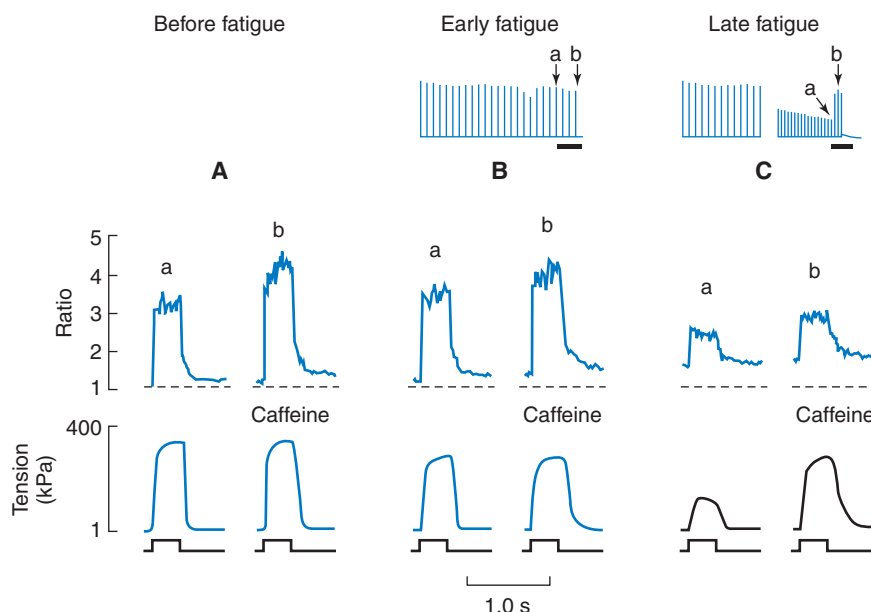 Before fatigue Early fatigue Late fatigue
a b a b
A B C
5
4
3
2
1
Ratio
a b a b a b
Caffeine Caffeine Caffeine
400
1
Tension
(kPa)
1.0 s